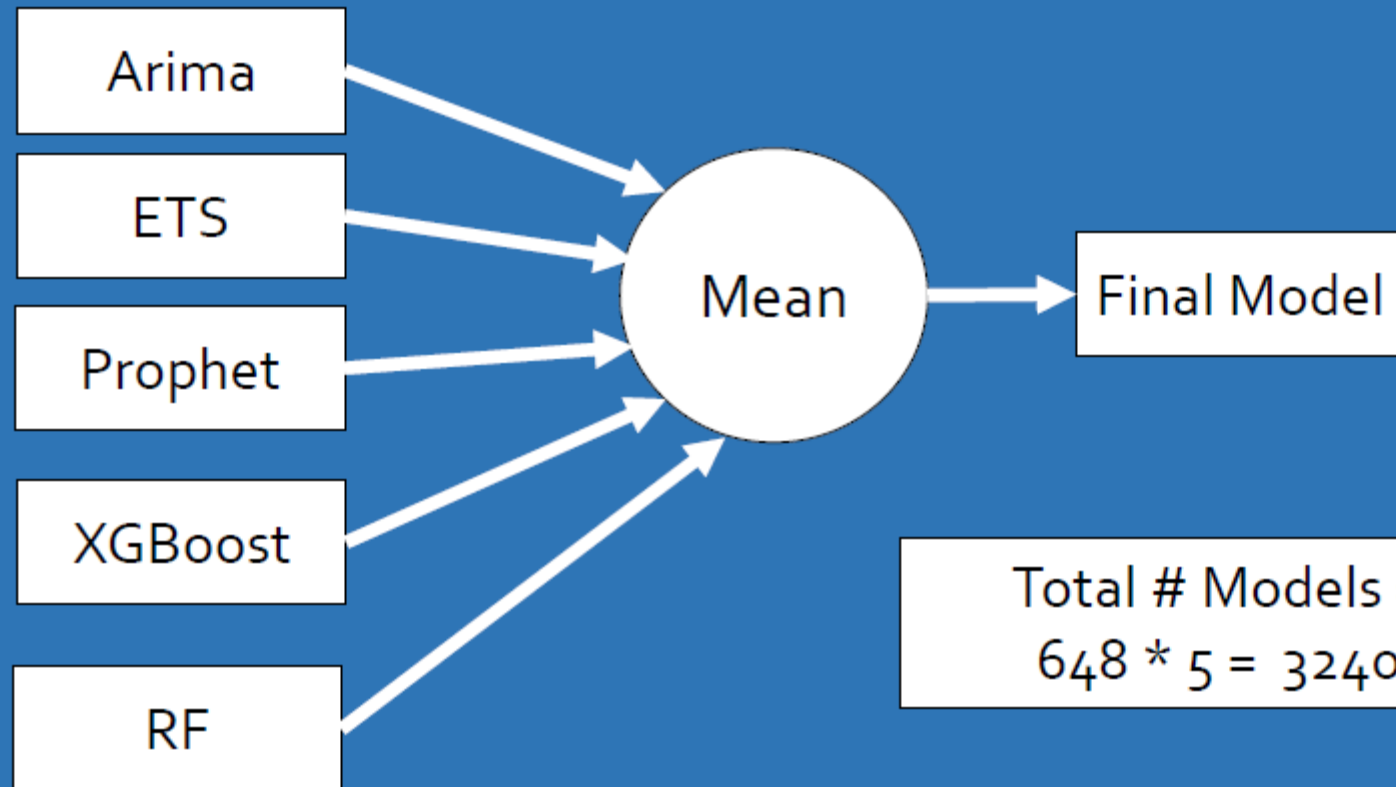 Arima
ETS
Prophet
XGBoost
RF
Mean
Final Model
Total # Models
648 * 5 = 3240